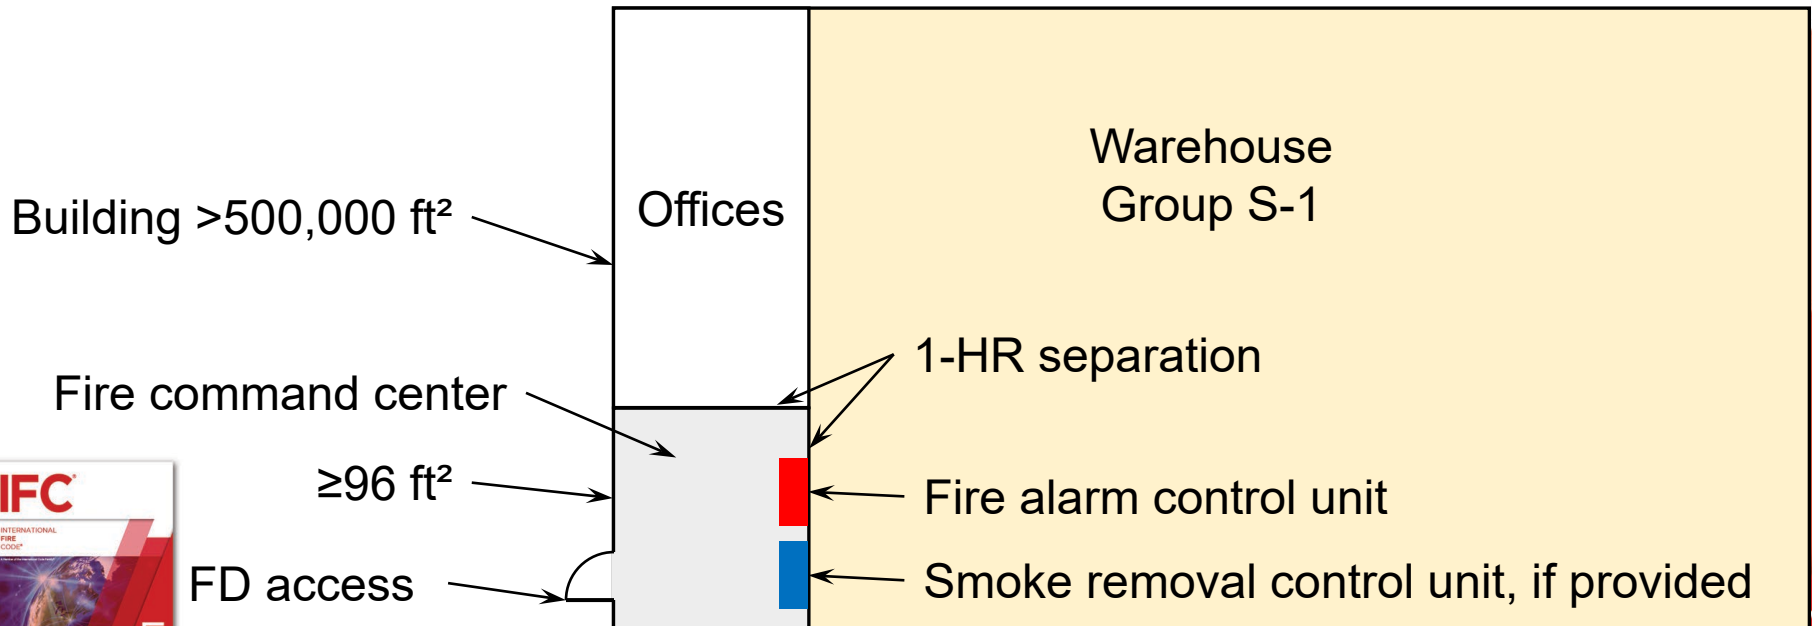 Building >500,000 ft²
Offices
Warehouse
Group S-1
1-HR separation
Fire command center
≥96 ft²
Fire alarm control unit
FD access
Smoke removal control unit, if provided
IFC
INTERNATIONAL
FIRE
CODE®